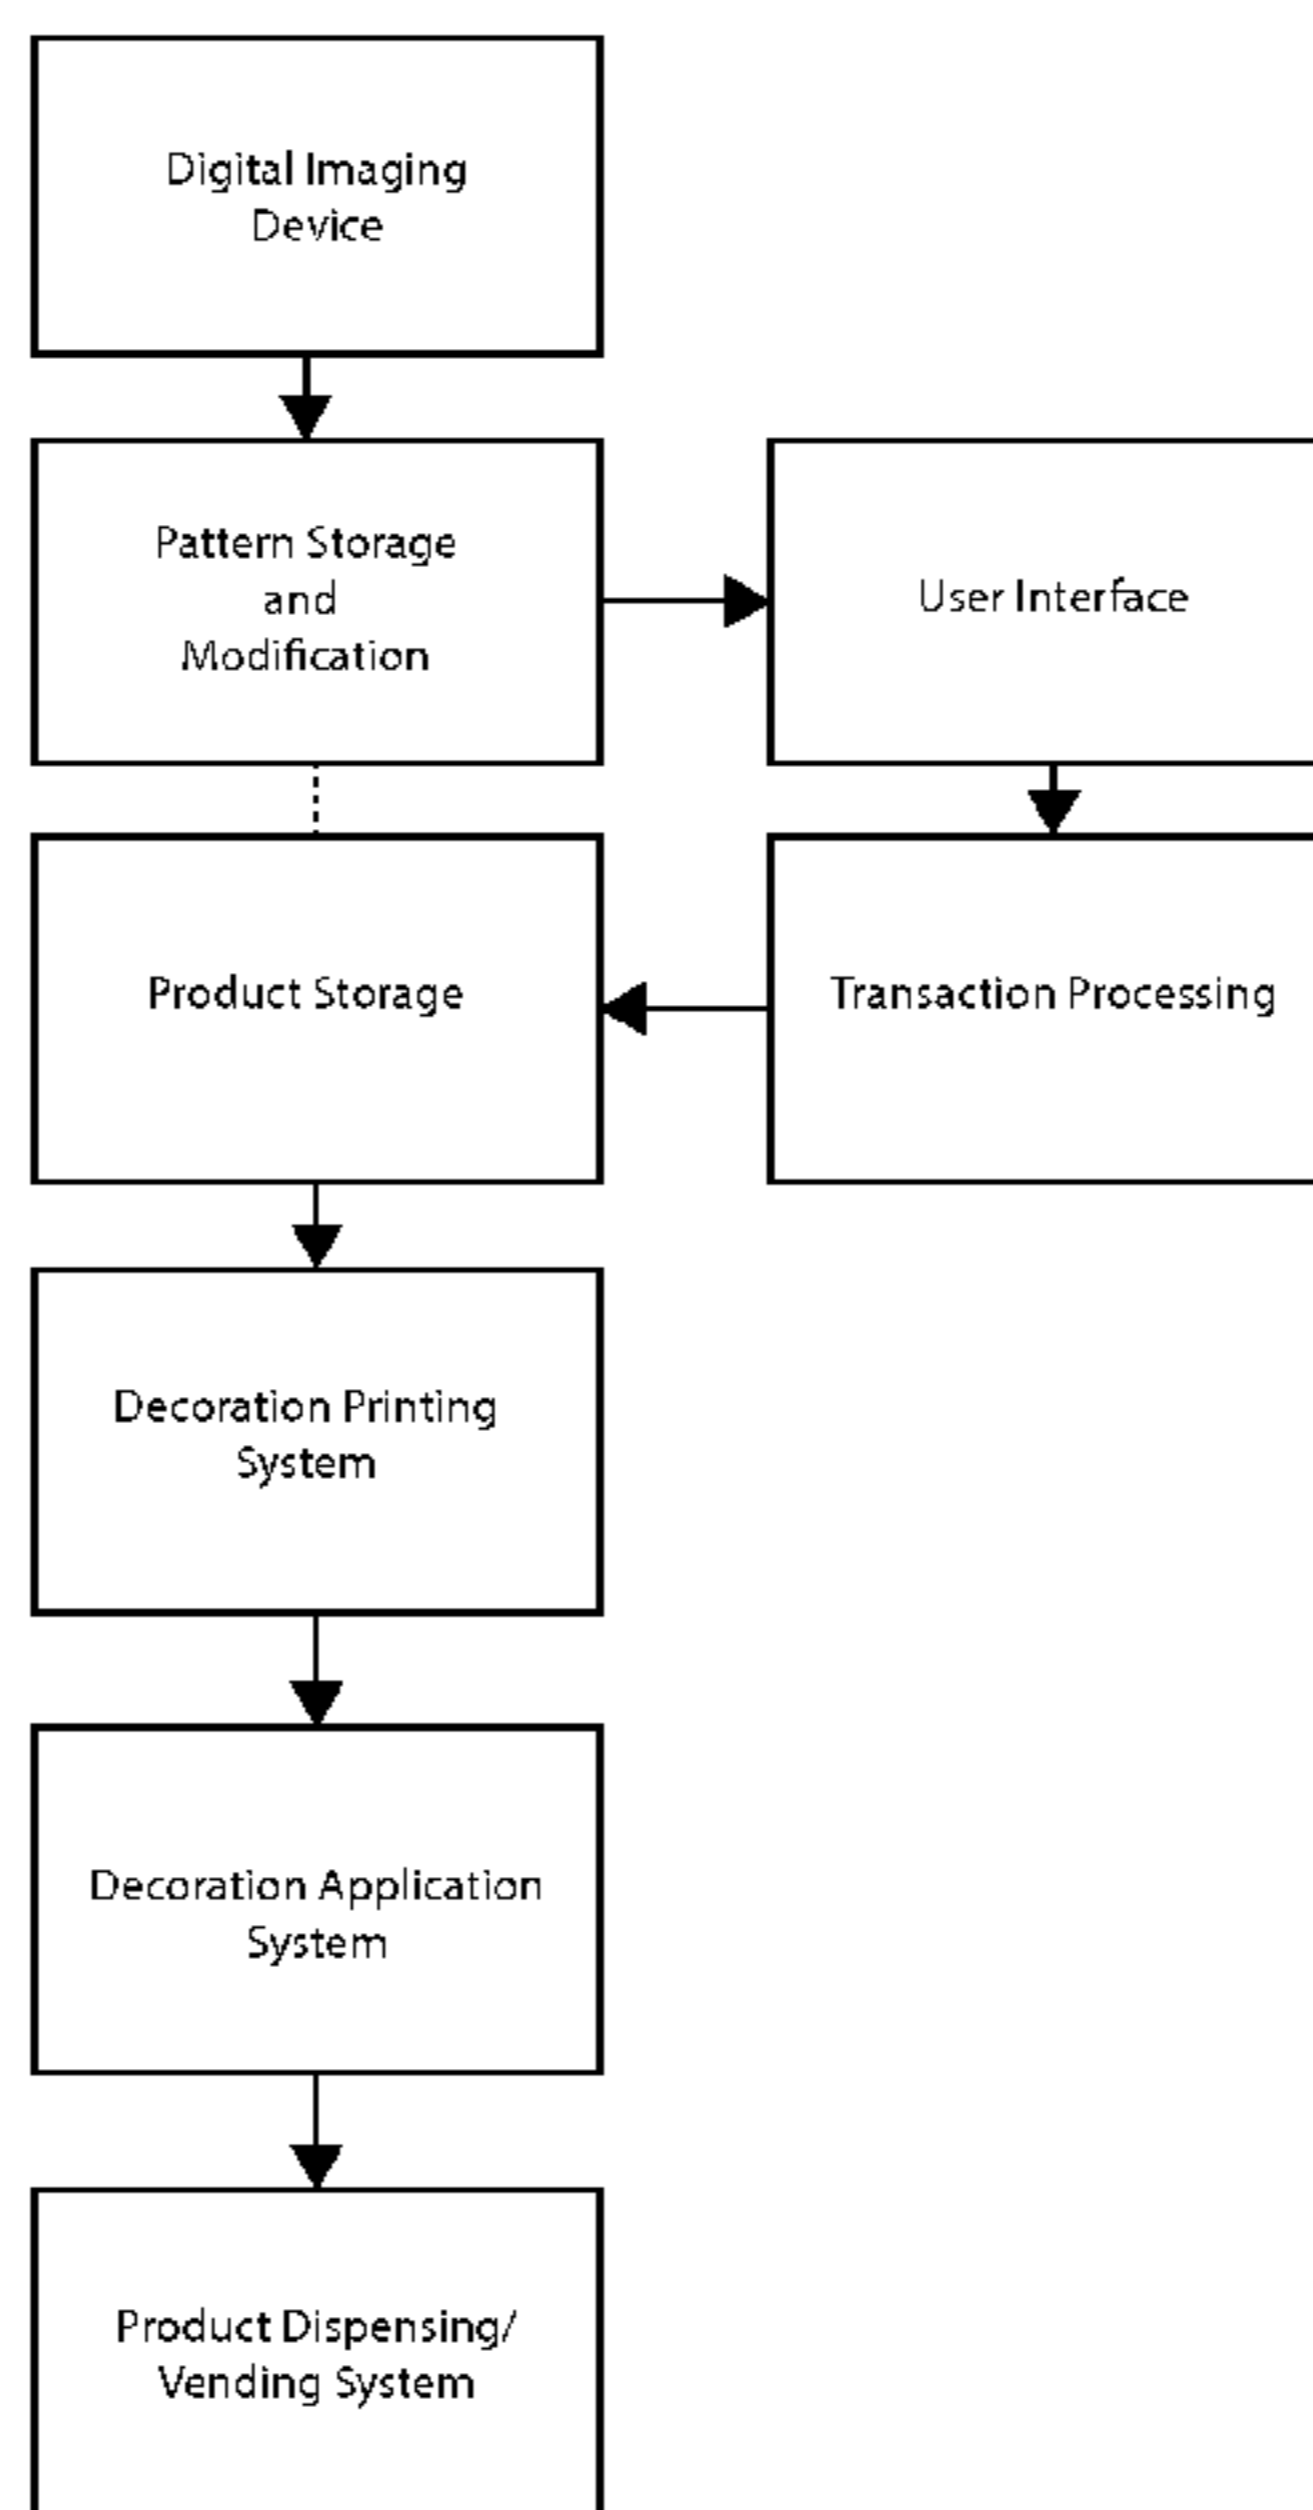 Digital Imaging
Device
Pattern Storage
and
Modification
User Interface
Product Storage
Transaction Processing
Decoration Printing
System
Decoration Application
System
Product Dispensing/
Vending System